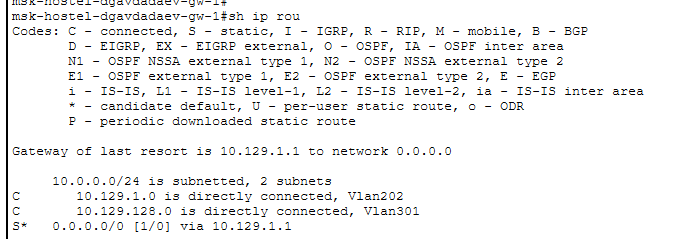 msk-hostel-dgavdadaev-gw-1#
msk-hostel-dgavdadaev-gw-1#sh ip rou
Codes: C - connected, S - static, I - IGRP, R - RIP, M - mobile, B - BGP
       D - EIGRP, EX - EIGRP external, O - OSPF, IA - OSPF inter area
       N1 - OSPF NSSA external type 1, N2 - OSPF NSSA external type 2
       E1 - OSPF external type 1, E2 - OSPF external type 2, E - EGP
       i - IS-IS, L1 - IS-IS level-1, L2 - IS-IS level-2, ia - IS-IS inter area
       * - candidate default, U - per-user static route, o - ODR
       P - periodic downloaded static route
Gateway of last resort is 10.129.1.1 to network 0.0.0.0
     10.0.0.0/24 is subnetted, 2 subnets
C       10.129.1.0 is directly connected, Vlan202
C       10.129.128.0 is directly connected, Vlan301
S*   0.0.0.0/0 [1/0] via 10.129.1.1